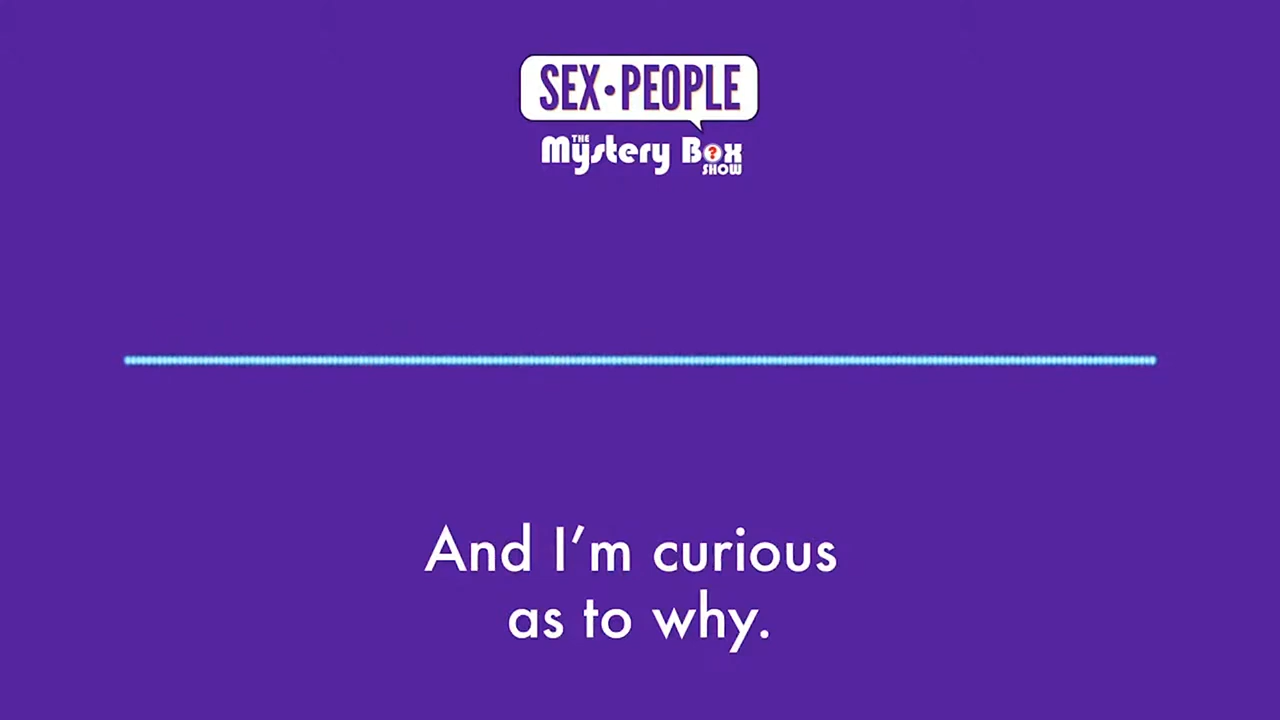 SEX•PEOPLE
THE
Mystery Box
SHOW
And I’m curious
as to why.